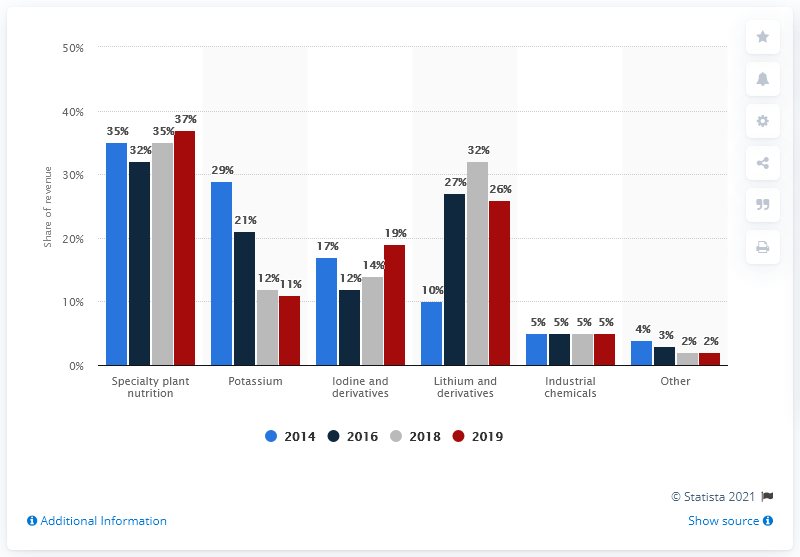 50%
40%
30%
20%
10%
0%
Share of revenue
35% 32% 35% 37%
29% 21% 12% 11%
17% 12% 14% 19%
10% 27% 32% 26%
5% 5% 5% 5%
4% 3% 2% 2%
Specialty plant
nutrition
Potassium
Iodine and
derivatives
Lithium and
derivatives
Industrial
chemicals
Other
2014 2016 2018 2019
© Statista 2021
Additional Information
Show source